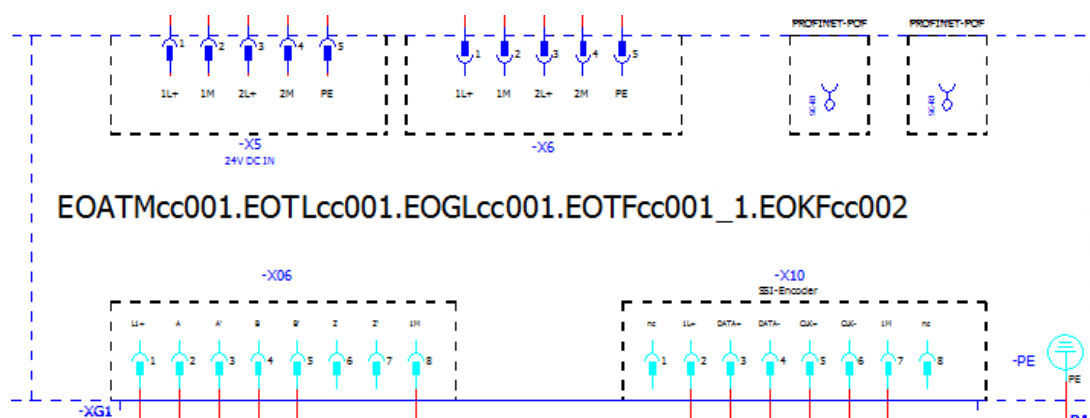 PROFINET-POF PROFINET-POF
1 2 3 4 5 1 2 3 4 5
1L+ 1M 2L+ 2M PE 1L+ 1M 2L+ 2M PE
-X5 -X6
24V DC IN
EOATMcc001.EOTLcc001.EOGLcc001.EOTFcc001_1.EOKFcc002
-X06 -X10
SSI-Encoder
L1+ A A' B B' Z Z' 1M nc 1L+ DATA+ DATA- CLK+ CLK- 1M nc
1 2 3 4 5 6 7 8 1 2 3 4 5 6 7 8
-PE
PE
-XG1